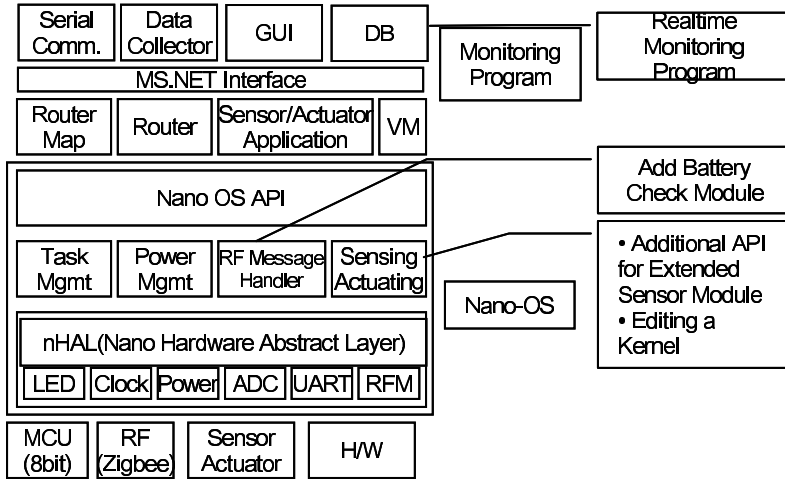 Serial
Comm.
Data
Collector
GUI
DB
Monitoring
Program
Realtime
Monitoring
Program
MS.NET Interface
Router
Map
Router
Sensor/Actuator
Application
VM
Add Battery
Check Module
Nano OS API
Task
Mgmt
Power
Mgmt
RF Message
Handler
Sensing
Actuating
• Additional API
for Extended
Sensor Module
• Editing a
Kernel
Nano-OS
nHAL(Nano Hardware Abstract Layer)
LED
Clock
Power
ADC
UART
RFM
MCU
(8bit)
RF
(Zigbee)
Sensor
Actuator
H/W